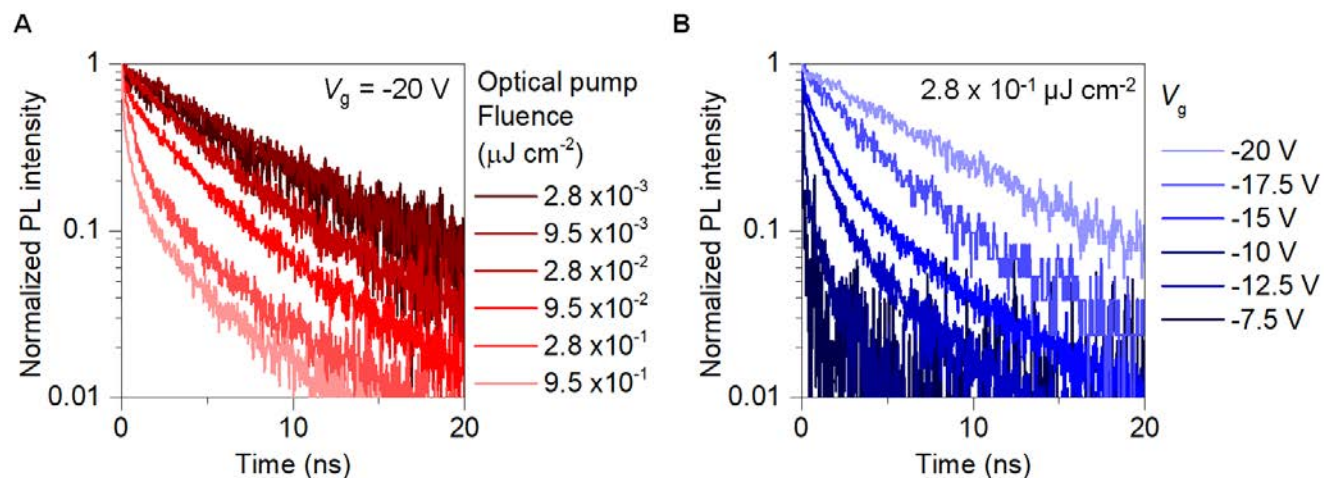 A
Normalized PL intensity
1
0.1
0.01
0
10
20
Time (ns)
Vg = -20 V
Optical pump
Fluence
(μJ cm-2)
2.8 x10-3
9.5 x10-3
2.8 x10-2
9.5 x10-2
2.8 x10-1
9.5 x10-1
B
Normalized PL intensity
1
0.1
0.01
0
10
20
Time (ns)
2.8 x 10-1 μJ cm-2
Vg
-20 V
-17.5 V
-15 V
-10 V
-12.5 V
-7.5 V